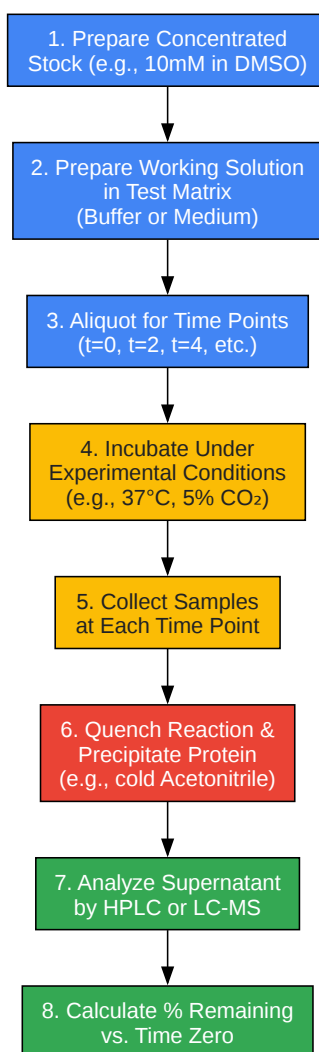 1. Prepare Concentrated
Stock (e.g., 10mM in DMSO)
2. Prepare Working Solution
in Test Matrix
(Buffer or Medium)
3. Aliquot for Time Points
(t=0, t=2, t=4, etc.)
4. Incubate Under
Experimental Conditions
(e.g., 37°C, 5% CO₂)
5. Collect Samples
at Each Time Point
6. Quench Reaction &
Precipitate Protein
(e.g., cold Acetonitrile)
7. Analyze Supernatant
by HPLC or LC-MS
8. Calculate % Remaining
vs. Time Zero